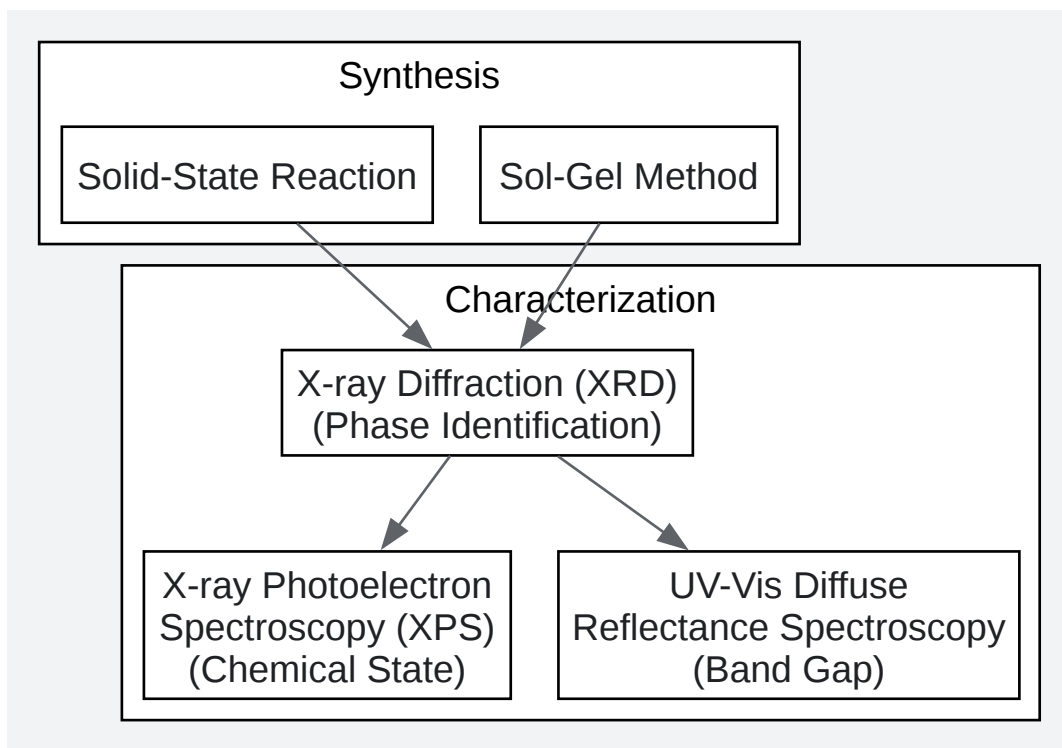 Synthesis
Solid-State Reaction
Sol-Gel Method
Characterization
X-ray Diffraction (XRD)
(Phase Identification)
X-ray Photoelectron
Spectroscopy (XPS)
(Chemical State)
UV-Vis Diffuse
Reflectance Spectroscopy
(Band Gap)